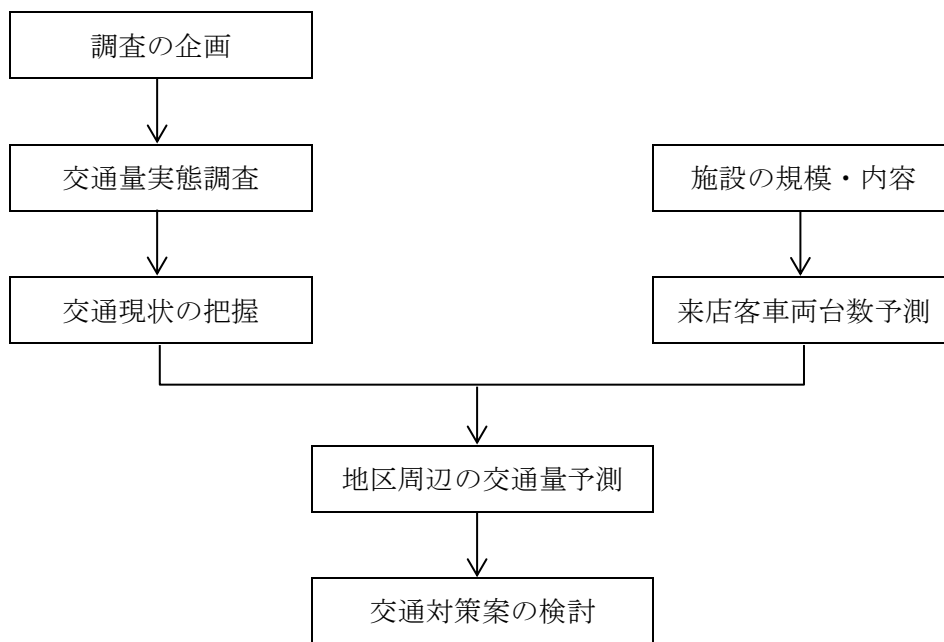 調査の企画
交通量実態調査
施設の規模・内容
交通現状の把握
来店客車両台数予測
地区周辺の交通量予測
交通対策案の検討